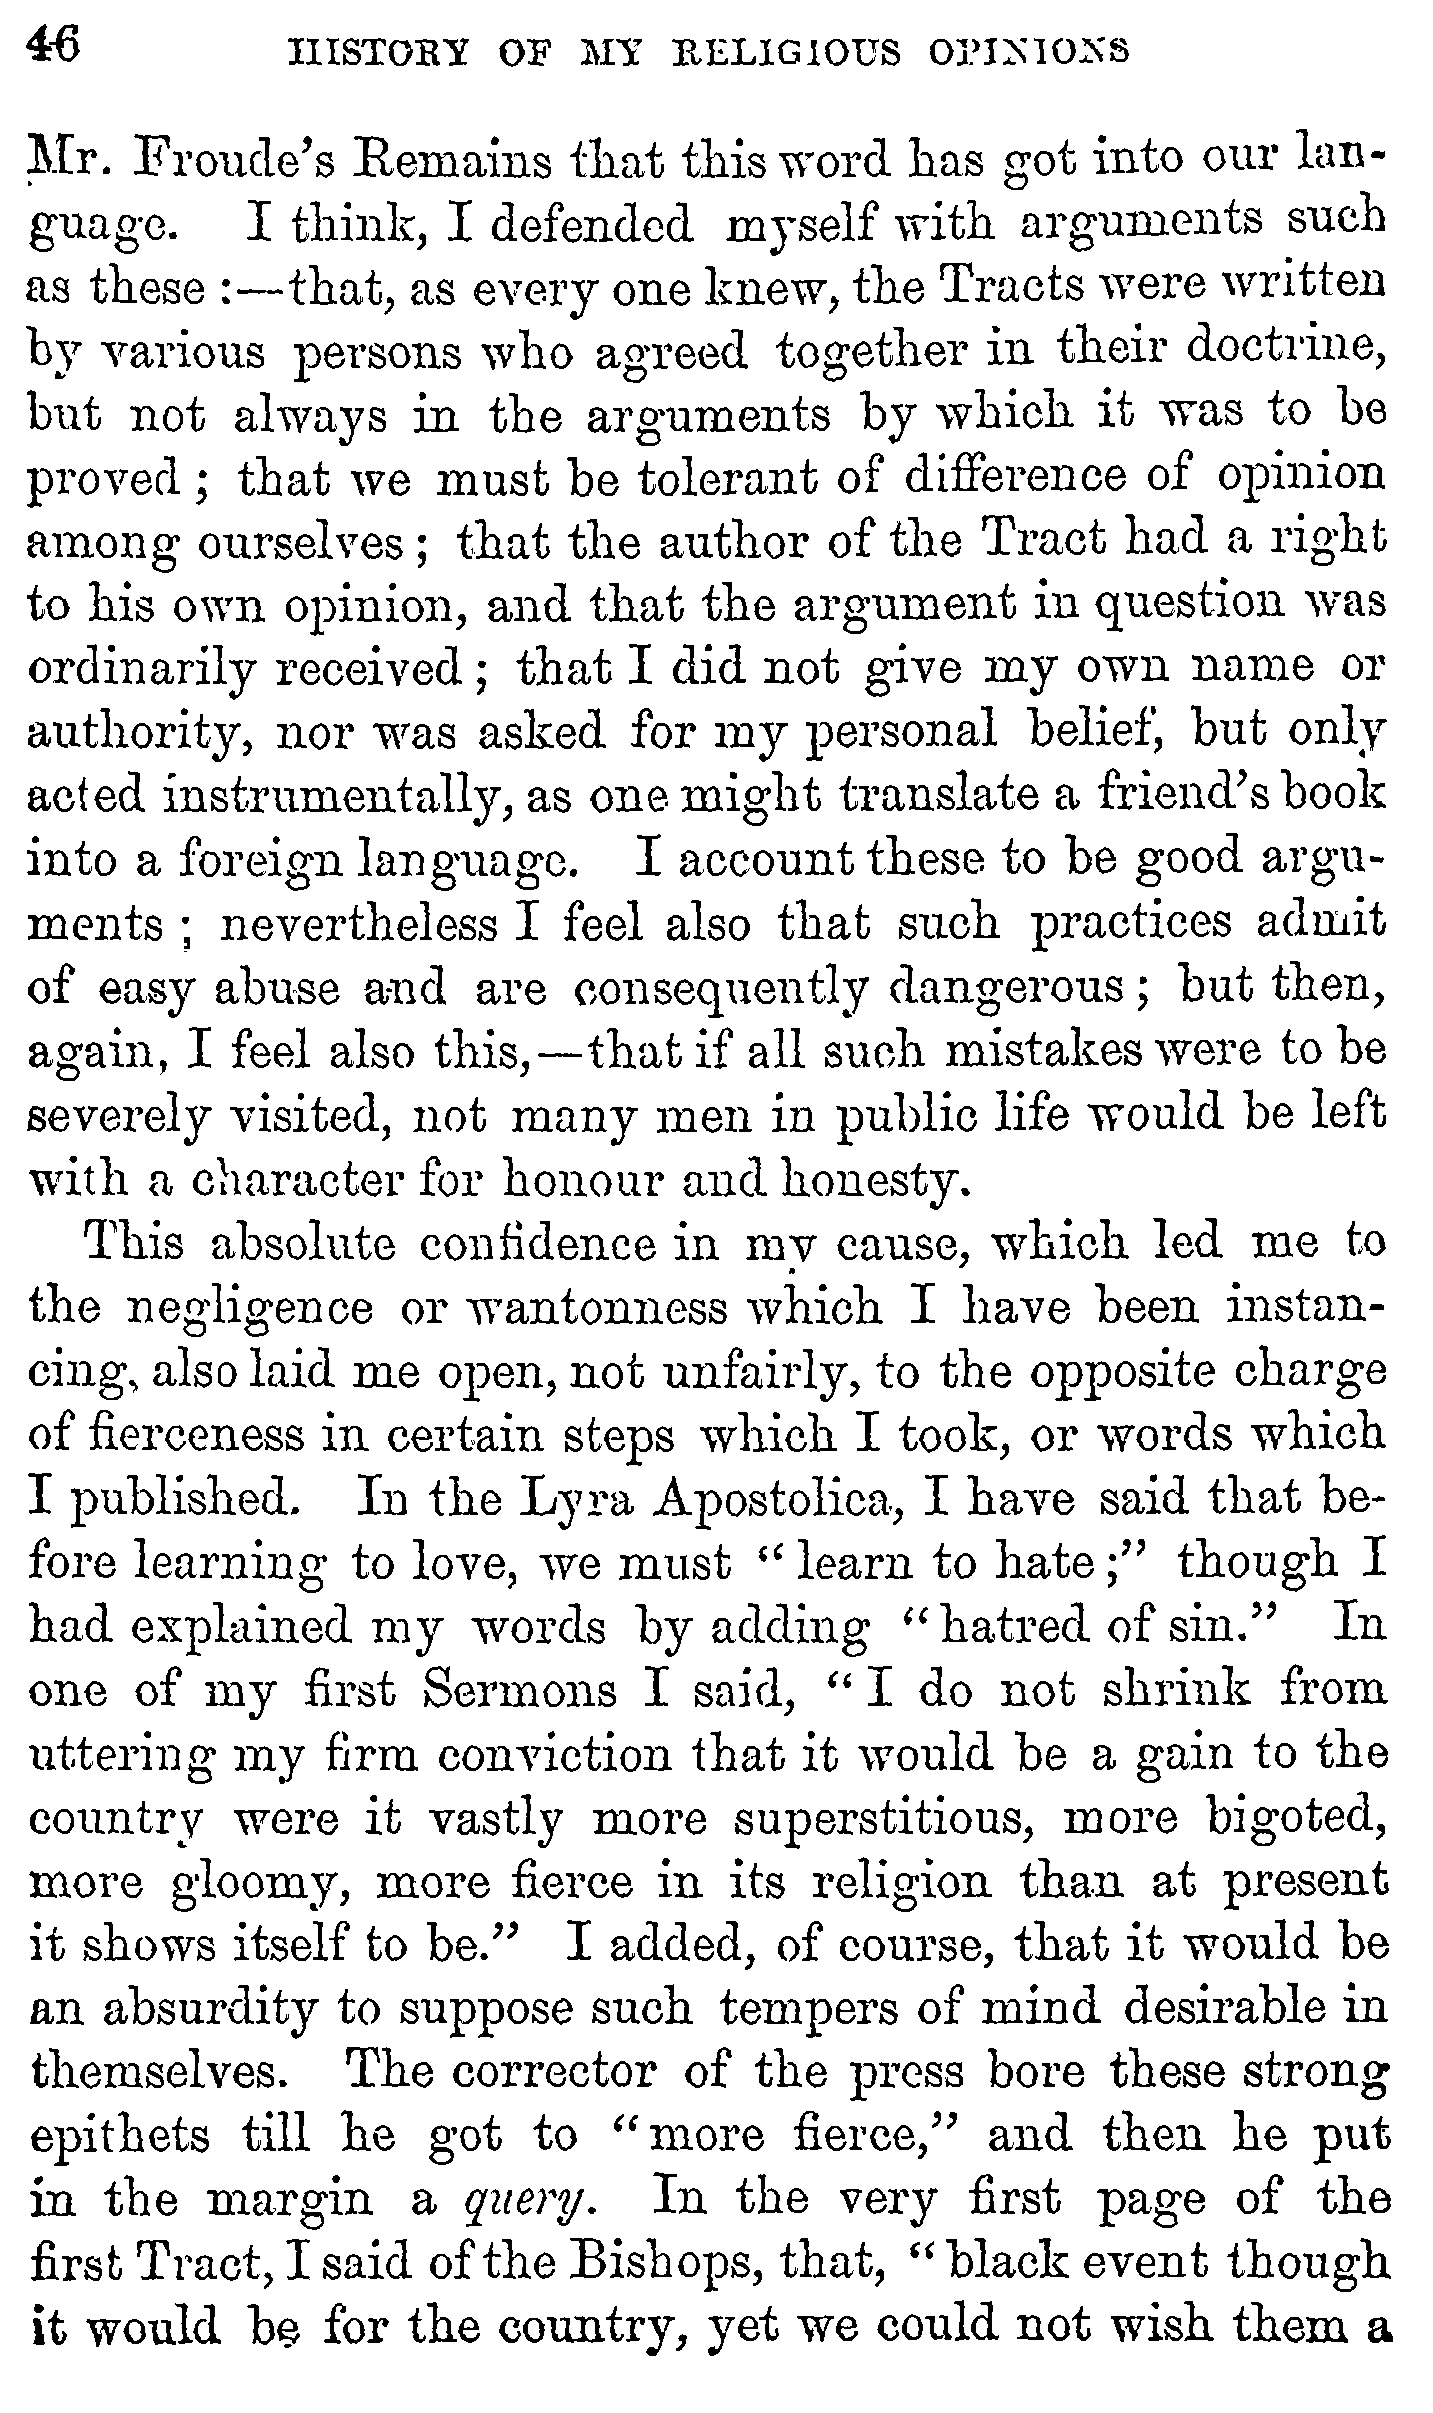 46 HISTORY OF MY RELIGIOUS OPINIONS
Mr. Froude's Remains that this word has got into our lan-
guage. I think, I defended myself with arguments such
as these :—that, as every one knew, the Tracts were written
by various persons who agreed together in their doctrine,
but not always in the arguments by which it was to be
proved ; that we must be tolerant of difference of opinion
among ourselves ; that the author of the Tract had a right
to his own opinion, and that the argument in question was
ordinarily received ; that I did not give my own name or
authority, nor was asked for my personal belief, but only
acted instrumentally, as one might translate a friend's book
into a foreign language. I account these to be good argu-
ments ; nevertheless I feel also that such practices admit
of easy abuse and are consequently dangerous ; but then,
again, I feel also this,—that if all such mistakes were to be
severely visited, not many men in public life would be left
with a character for honour and honesty.
This absolute confidence in my cause, which led me to
the negligence or wantonness which I have been instan-
cing, also laid me open, not unfairly, to the opposite charge
of fierceness in certain steps which I took, or words which
I published. In the Lyra Apostolica, I have said that be-
fore learning to love, we must "learn to hate ;" though I
had explained my words by adding "hatred of sin." In
one of my first Sermons I said, "I do not shrink from
uttering my firm conviction that it would be a gain to the
country were it vastly more superstitious, more bigoted,
more gloomy, more fierce in its religion than at present
it shows itself to be." I added, of course, that it would be
an absurdity to suppose such tempers of mind desirable in
themselves. The corrector of the press bore these strong
epithets till he got to "more fierce," and then he put
in the margin a query. In the very first page of the
first Tract, I said of the Bishops, that, "black event though
it would be for the country, yet we could not wish them a